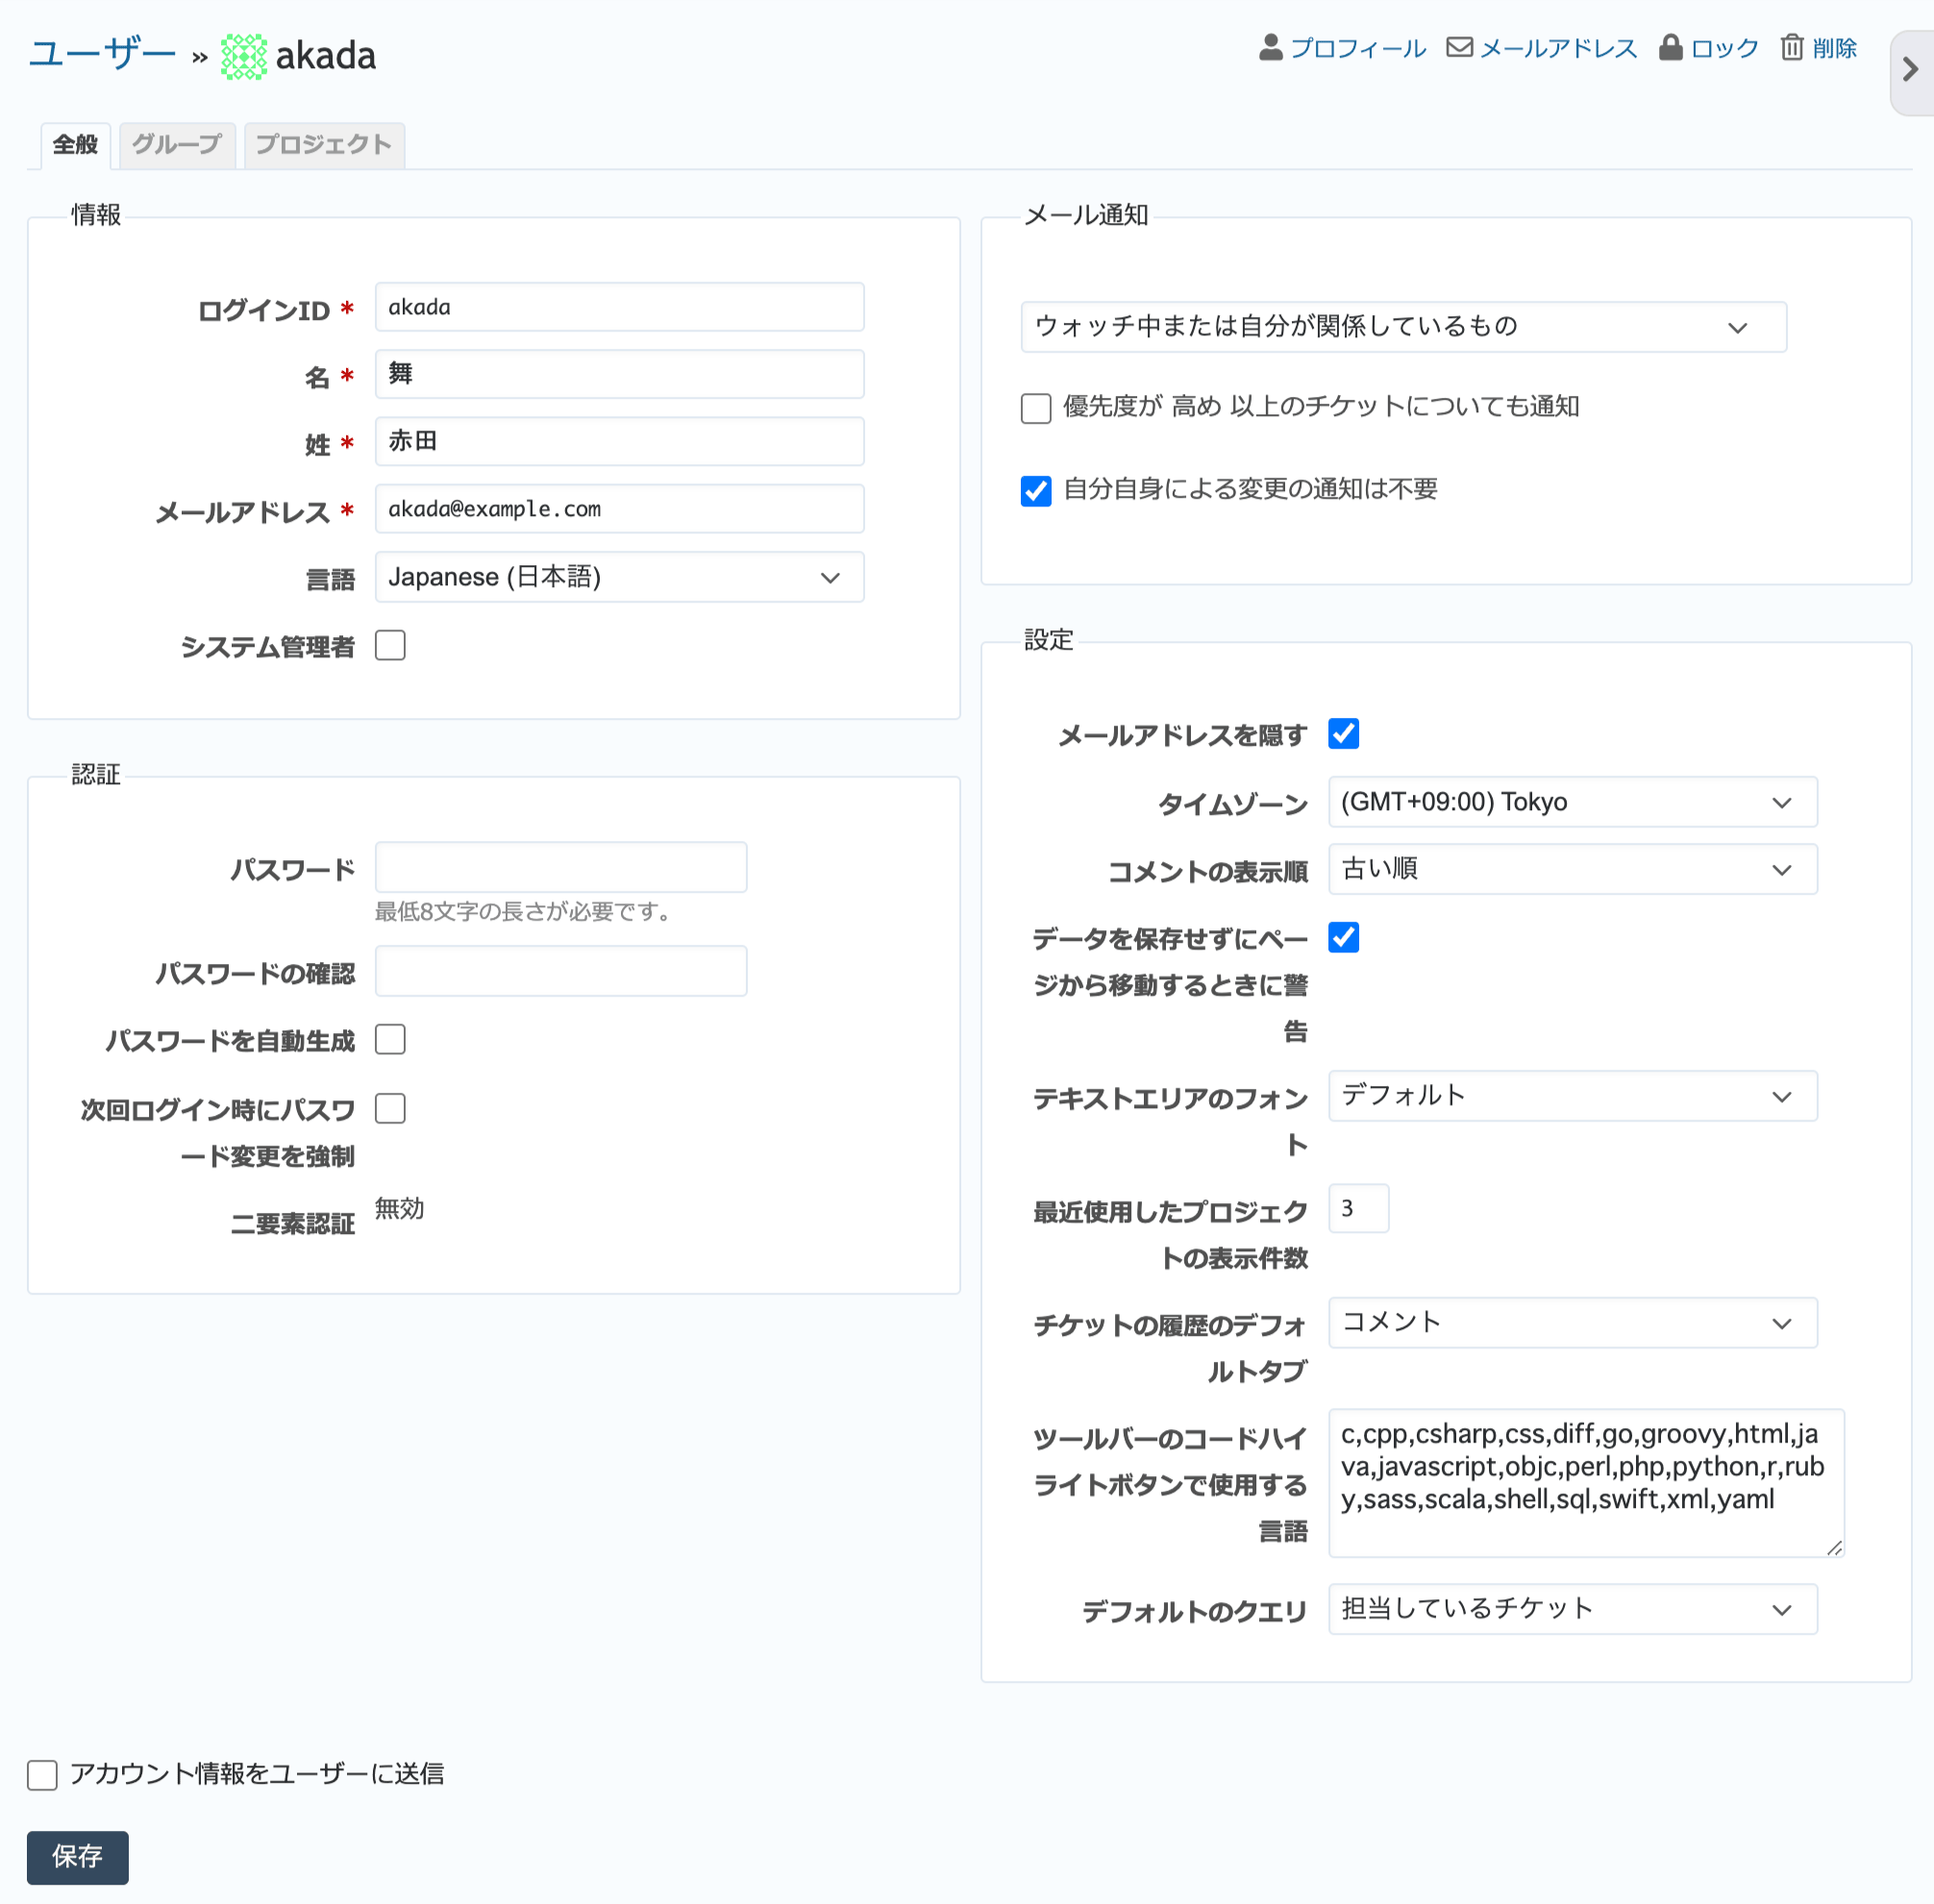 ユーザー » akada
プロフィール メールアドレス ロック 削除
全般 グループ プロジェクト
情報
ログインID * akada
名 * 舞
姓 * 赤田
メールアドレス * akada@example.com
言語 Japanese (日本語)
システム管理者
認証
パスワード
最低8文字の長さが必要です。
パスワードの確認
パスワードを自動生成
次回ログイン時にパスワ
ード変更を強制
二要素認証 無効
メール通知
ウォッチ中または自分が関係しているもの
優先度が 高め 以上のチケットについても通知
自分自身による変更の通知は不要
設定
メールアドレスを隠す
タイムゾーン (GMT+09:00) Tokyo
コメントの表示順 古い順
データを保存せずにペー
ジから移動するときに警
告
テキストエリアのフォン デフォルト
ト
最近使用したプロジェク 3
トの表示件数
チケットの履歴のデフォ コメント
ルトタブ
ツールバーのコードハイ
ライトボタンで使用する
言語
c,cpp,csharp,css,diff,go,groovy,html,ja
va,javascript,objc,perl,php,python,r,rub
y,sass,scala,shell,sql,swift,xml,yaml
デフォルトのクエリ 担当しているチケット
アカウント情報をユーザーに送信
保存